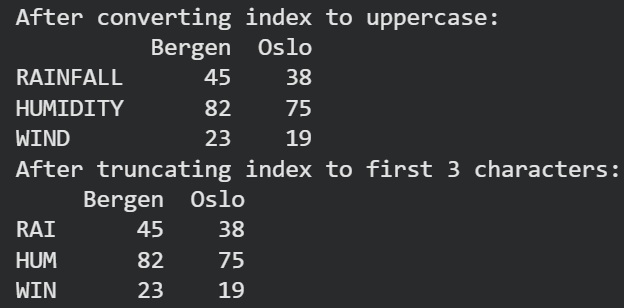 After converting index to uppercase:
          Bergen  Oslo
RAINFALL      45    38
HUMIDITY      82    75
WIND          23    19
After truncating index to first 3 characters:
     Bergen  Oslo
RAI      45    38
HUM      82    75
WIN      23    19